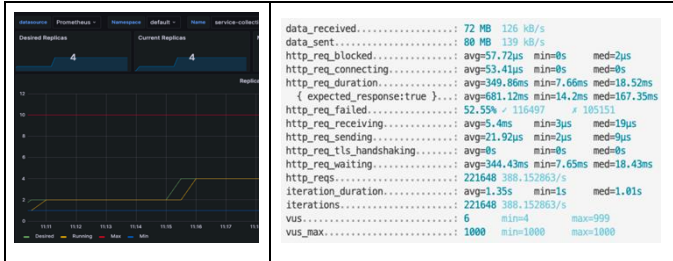 datasource Prometheus Namespace default Name service-collecti
Desired Replicas Current Replicas
4 4
Replica
12
10
8
6
4
2
0
11:11 11:12 11:13 11:14 11:15 11:16 11:17 11:18
Desired Running Max Min
data_received..................: 72 MB 126 kB/s
data_sent......................: 80 MB 139 kB/s
http_req_blocked...............: avg=57.72µs min=0s med=2µs
http_req_connecting............: avg=53.41µs min=0s med=0s
http_req_duration..............: avg=349.86ms min=7.66ms med=18.52ms
{ expected_response:true }...: avg=681.12ms min=14.2ms med=167.35ms
http_req_failed................: 52.55% ✓ 116497 ✗ 105151
http_req_receiving.............: avg=5.4ms min=3µs med=19µs
http_req_sending...............: avg=21.92µs min=2µs med=9µs
http_req_tls_handshaking.......: avg=0s min=0s med=0s
http_req_waiting...............: avg=344.43ms min=7.65ms med=18.43ms
http_reqs......................: 221648 388.152863/s
iteration_duration.............: avg=1.35s min=1s med=1.01s
iterations.....................: 221648 388.152863/s
vus............................: 6 min=4 max=999
vus_max........................: 1000 min=1000 max=1000